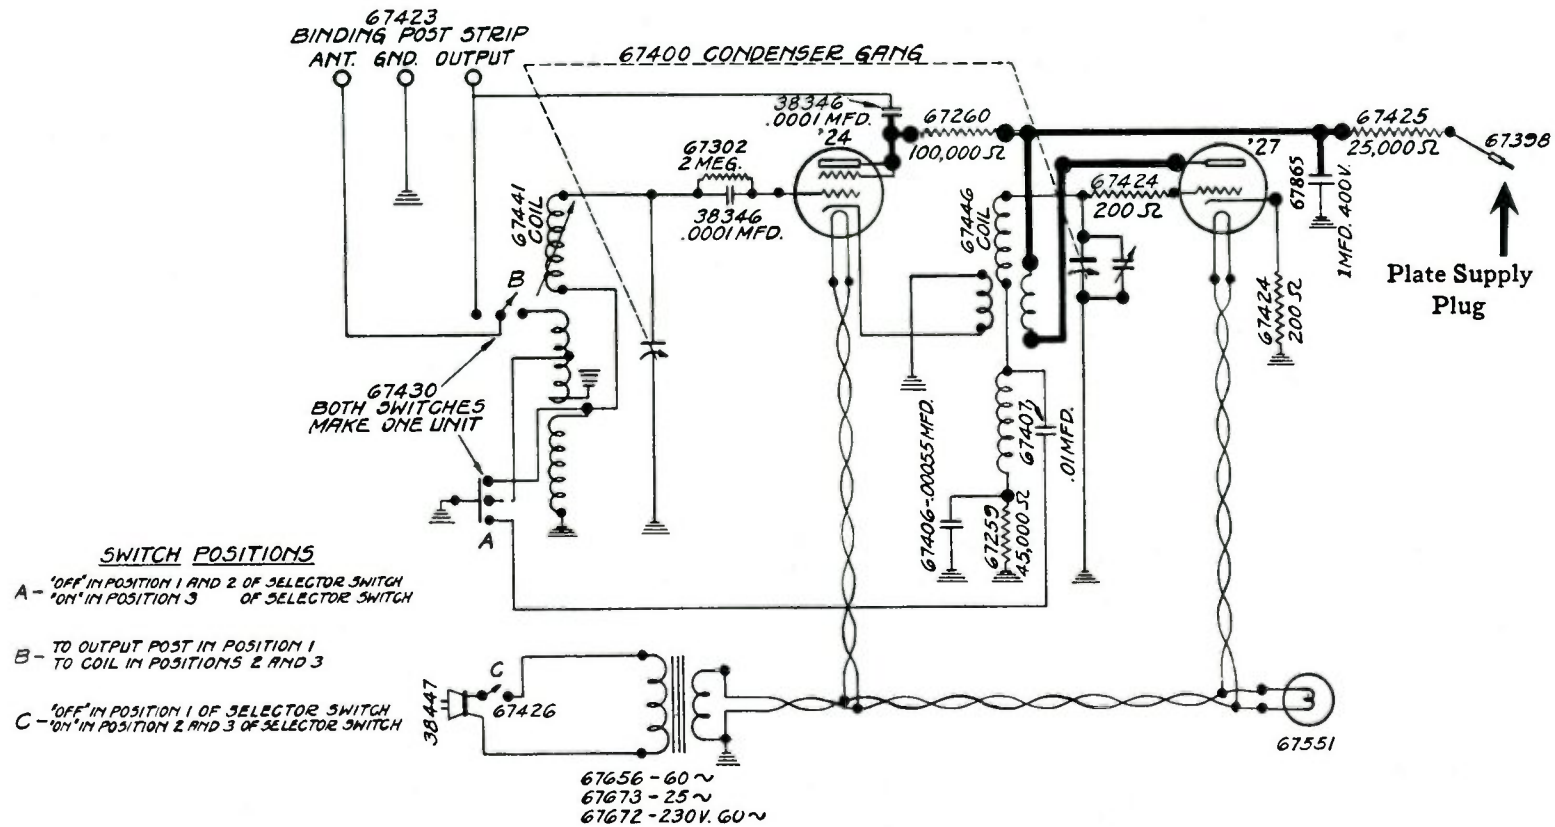 67423
BINDING POST STRIP
ANT. GND. OUTPUT
67400 CONDENSER GANG
38346
.0001 MFD.
'24
67260
100,000 Ω
67425
25,000 Ω
67398
'27
67865
1 MFD. 400V.
Plate Supply
Plug
67302
2 MEG.
38346
.0001 MFD.
67441
COIL
67446
COIL
67424
200 Ω
67424
200 Ω
B
67430
BOTH SWITCHES
MAKE ONE UNIT
A
67406-.00055 MFD.
67407
.01 MFD.
67259
45,000 Ω
SWITCH POSITIONS
A - "OFF" IN POSITION 1 AND 2 OF SELECTOR SWITCH
"ON" IN POSITION 3 OF SELECTOR SWITCH
B - TO OUTPUT POST IN POSITION 1
TO COIL IN POSITIONS 2 AND 3
C - "OFF" IN POSITION 1 OF SELECTOR SWITCH
"ON" IN POSITION 2 AND 3 OF SELECTOR SWITCH
38447
C
67426
67551
67656 - 60 ~
67673 - 25 ~
67672 - 230 V. 60 ~